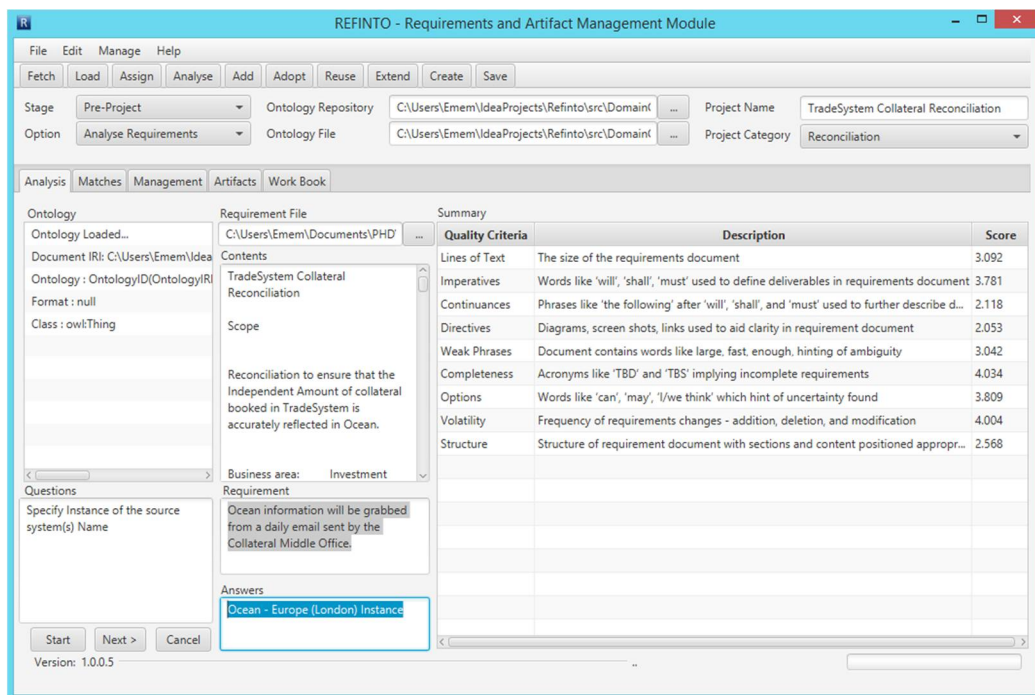 R REFINTO - Requirements and Artifact Management Module
File Edit Manage Help
Fetch Load Assign Analyse Add Adopt Reuse Extend Create Save
Stage Pre-Project Ontology Repository C:\Users\Emem\IdeaProjects\Refinto\src\Domain( ... Project Name TradeSystem Collateral Reconciliation
Option Analyse Requirements Ontology File C:\Users\Emem\IdeaProjects\Refinto\src\Domain( ... Project Category Reconciliation
Analysis Matches Management Artifacts Work Book
Ontology
Ontology Loaded...
Document IRI: C:\Users\Emem\Idea
Ontology : OntologyID(OntologyIRI
Format : null
Class : owl:Thing
Questions
Specify Instance of the source
system(s) Name
Start Next > Cancel
Requirement File
C:\Users\Emem\Documents\PHD' ...
Contents
TradeSystem Collateral
Reconciliation
Scope
Reconciliation to ensure that the
Independent Amount of collateral
booked in TradeSystem is
accurately reflected in Ocean.
Business area: Investment
Requirement
Ocean information will be grabbed
from a daily email sent by the
Collateral Middle Office.
Answers
Ocean - Europe (London) Instance
Summary
Quality Criteria Description Score
Lines of Text The size of the requirements document 3.092
Imperatives Words like 'will', 'shall', 'must' used to define deliverables in requirements document 3.781
Continuances Phrases like 'the following' after 'will', 'shall', and 'must' used to further describe d... 2.118
Directives Diagrams, screen shots, links used to aid clarity in requirement document 2.053
Weak Phrases Document contains words like large, fast, enough, hinting of ambiguity 3.042
Completeness Acronyms like 'TBD' and 'TBS' implying incomplete requirements 4.034
Options Words like 'can', 'may', 'I/we think' which hint of uncertainty found 3.809
Volatility Frequency of requirements changes - addition, deletion, and modification 4.004
Structure Structure of requirement document with sections and content positioned appropr... 2.568
Version: 1.0.0.5 ..